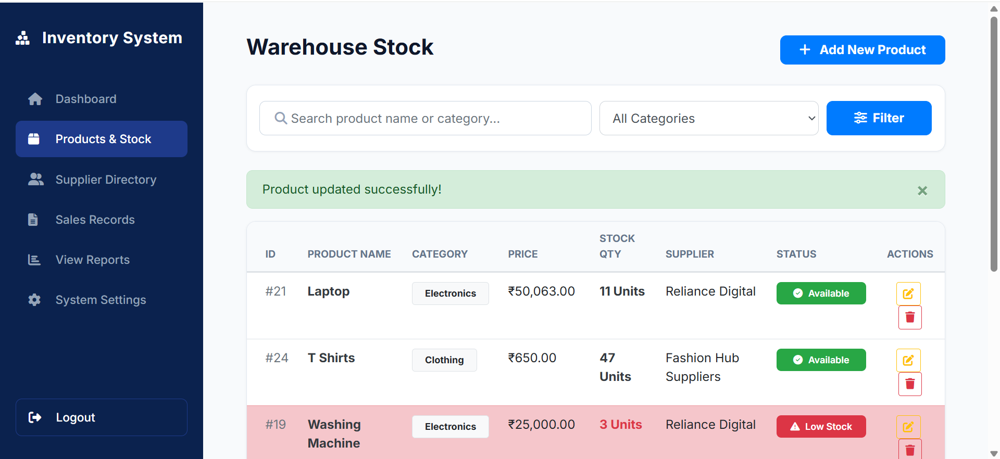 Inventory System
Dashboard
Products & Stock
Supplier Directory
Sales Records
View Reports
System Settings
Logout
Warehouse Stock
Add New Product
Search product name or category...
All Categories
Filter
Product updated successfully!
×
ID PRODUCT NAME CATEGORY PRICE STOCK QTY SUPPLIER STATUS ACTIONS
#21 Laptop Electronics ₹50,063.00 11 Units Reliance Digital Available
#24 T Shirts Clothing ₹650.00 47 Units Fashion Hub Suppliers Available
#19 Washing Machine Electronics ₹25,000.00 3 Units Reliance Digital Low Stock